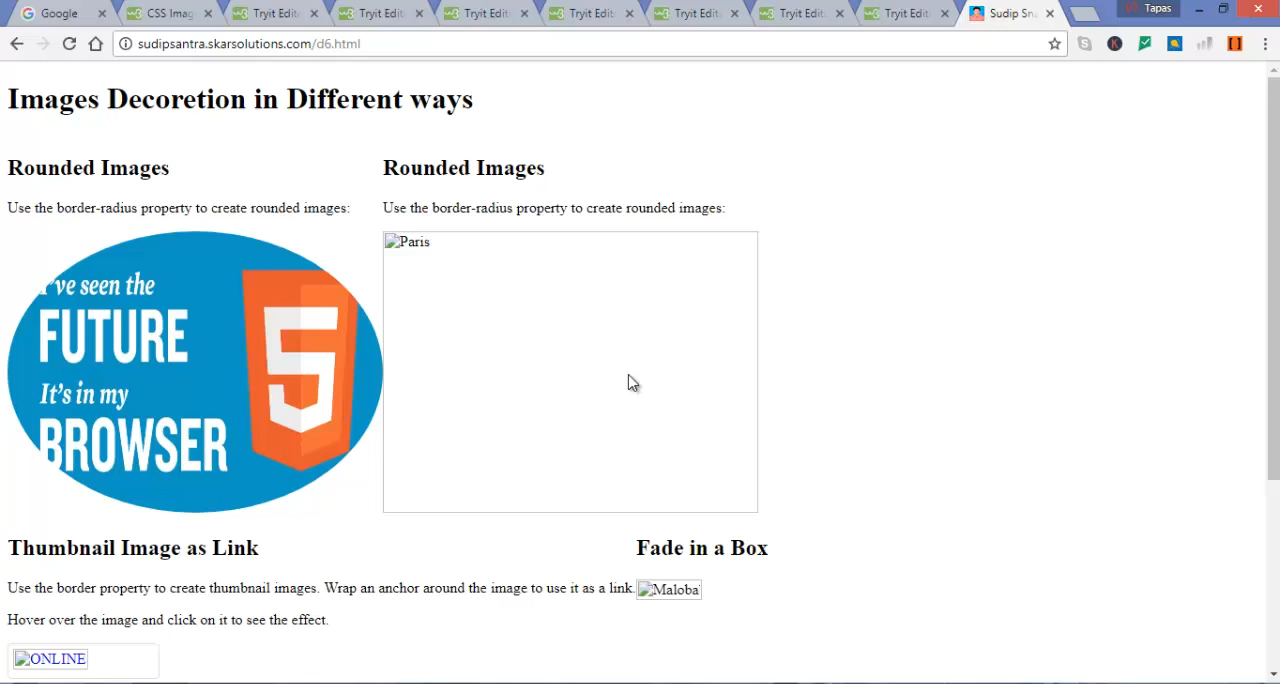 Google
CSS Imag
Tryit Edit
Tryit Edit
Tryit Edit
Tryit Edit
Tryit Edit
Tryit Edit
Tryit Edit
Sudip Sna
Tapas
sudipsantra.skarsolutions.com/d6.html
Images Decoretion in Different ways
Rounded Images
Use the border-radius property to create rounded images:
I've seen the
FUTURE
It's in my
BROWSER
5
Rounded Images
Use the border-radius property to create rounded images:
Paris
Thumbnail Image as Link
Use the border property to create thumbnail images. Wrap an anchor around the image to use it as a link.
Hover over the image and click on it to see the effect.
ONLINE
Fade in a Box
Maloba